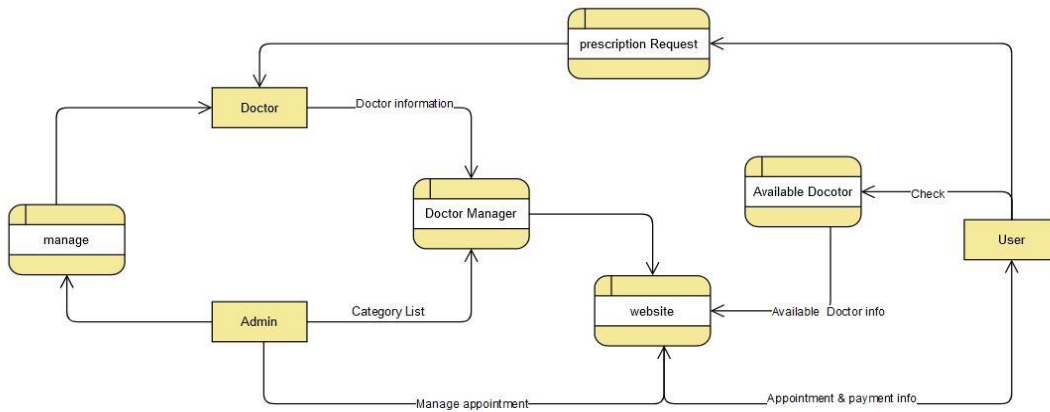 prescription Request
Doctor
Doctor information
Available Docotor
Check
Doctor Manager
manage
User
Admin
Category List
website
Available Doctor info
Manage appointment
Appointment & payment info